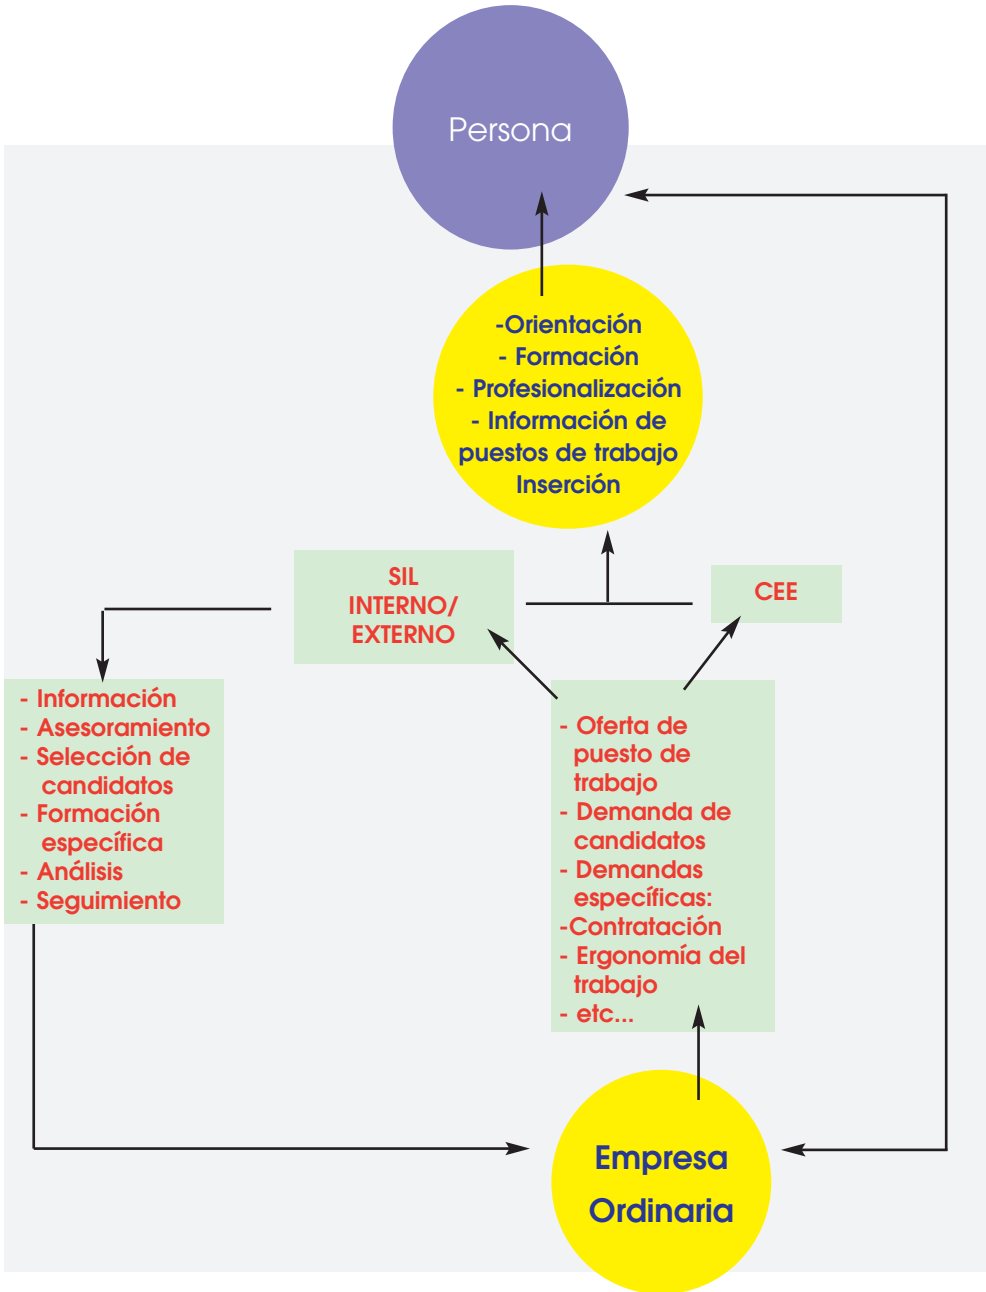 Persona
-Orientación
- Formación
- Profesionalización
- Información de
puestos de trabajo
Inserción
SIL
INTERNO/
EXTERNO
CEE
- Información
- Asesoramiento
- Selección de
candidatos
- Formación
específica
- Análisis
- Seguimiento
- Oferta de
puesto de
trabajo
- Demanda de
candidatos
- Demandas
específicas:
-Contratación
- Ergonomía del
trabajo
- etc...
Empresa
Ordinaria